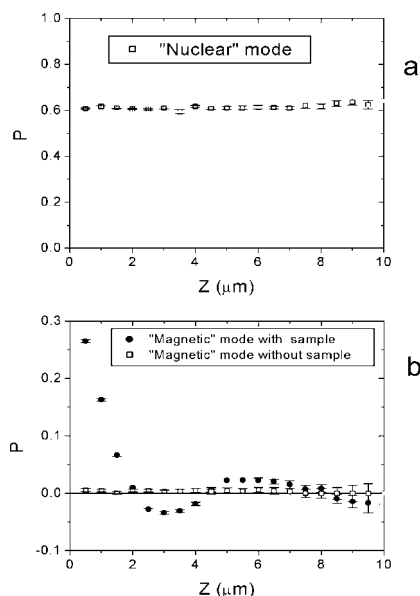 "Nuclear" mode
a
1.0
0.8
0.6
0.4
0.2
0.0
P
0 2 4 6 8 10
Z (μm)
"Magnetic" mode with sample
"Magnetic" mode without sample
b
0.3
0.2
0.1
0.0
-0.1
P
0 2 4 6 8 10
Z (μm)